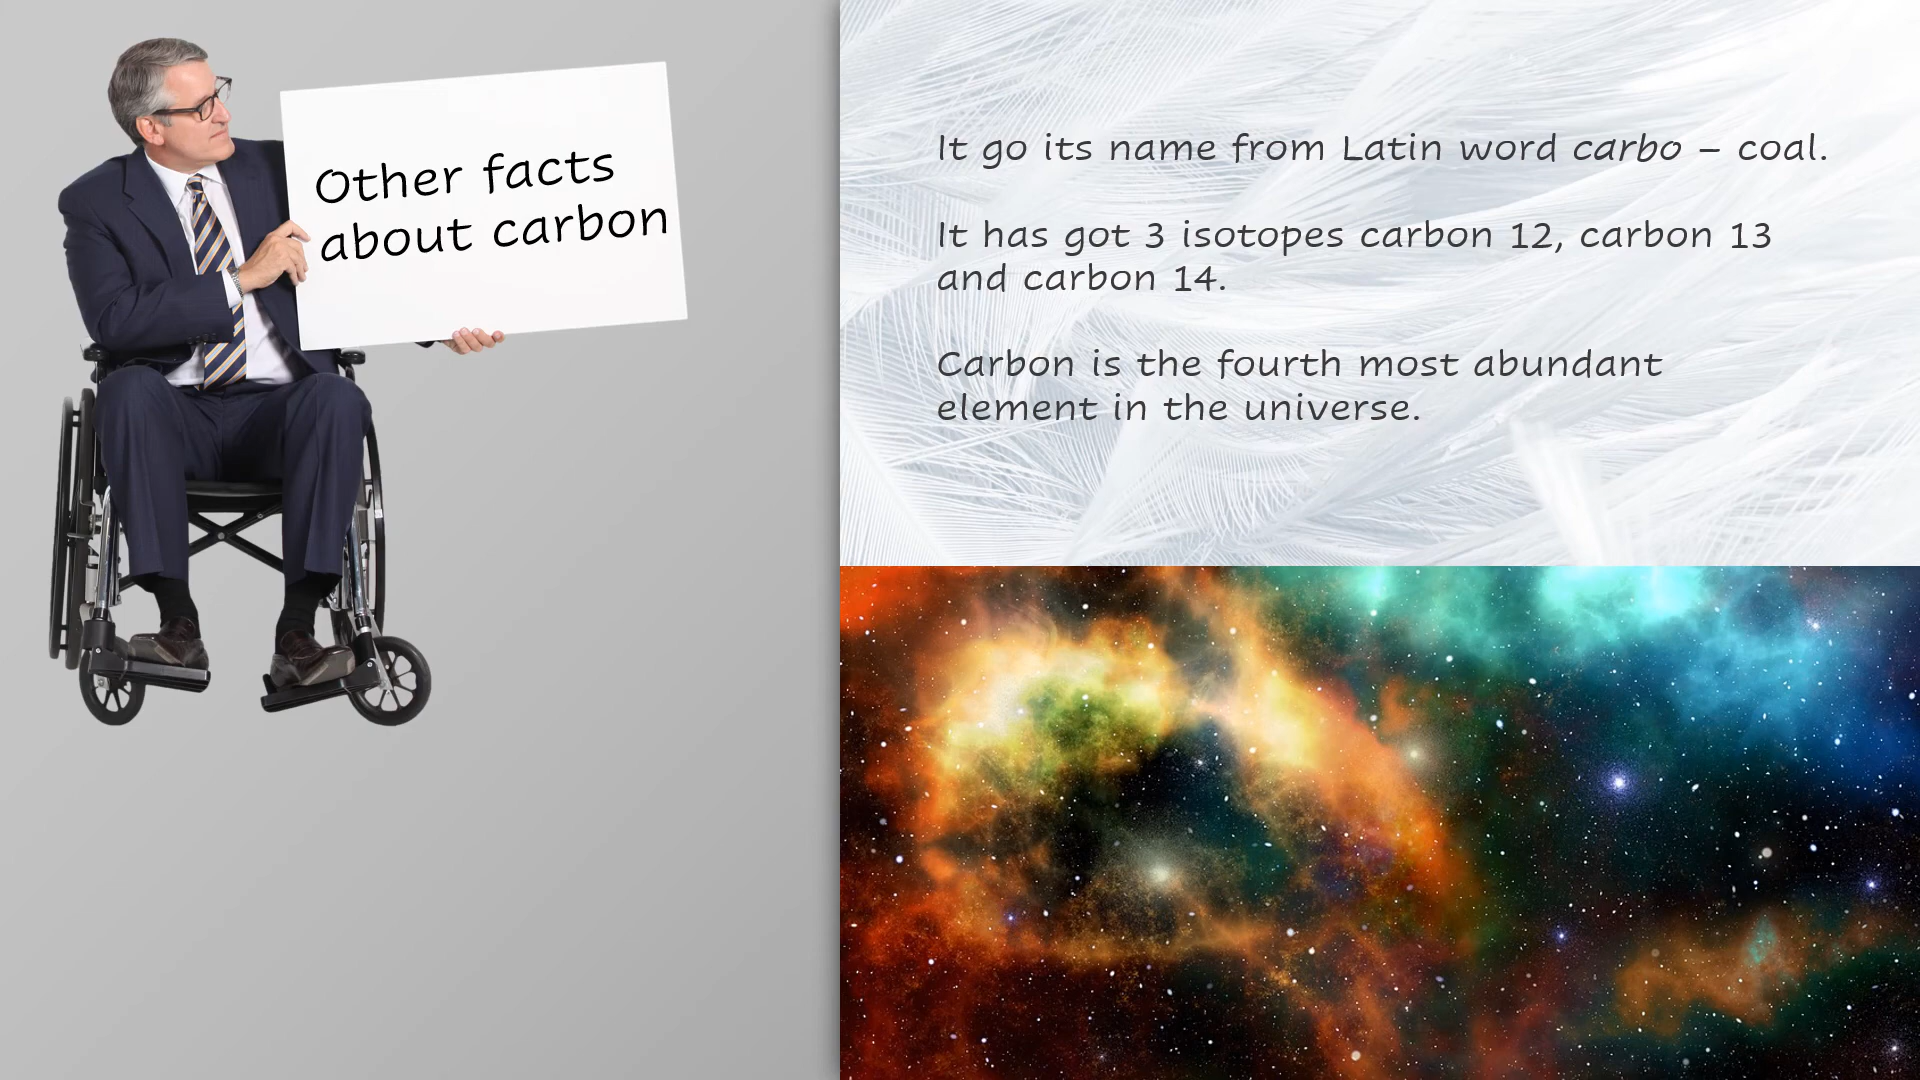 Other facts
about carbon
It go its name from Latin word carbo – coal.
It has got 3 isotopes carbon 12, carbon 13
and carbon 14.
Carbon is the fourth most abundant
element in the universe.